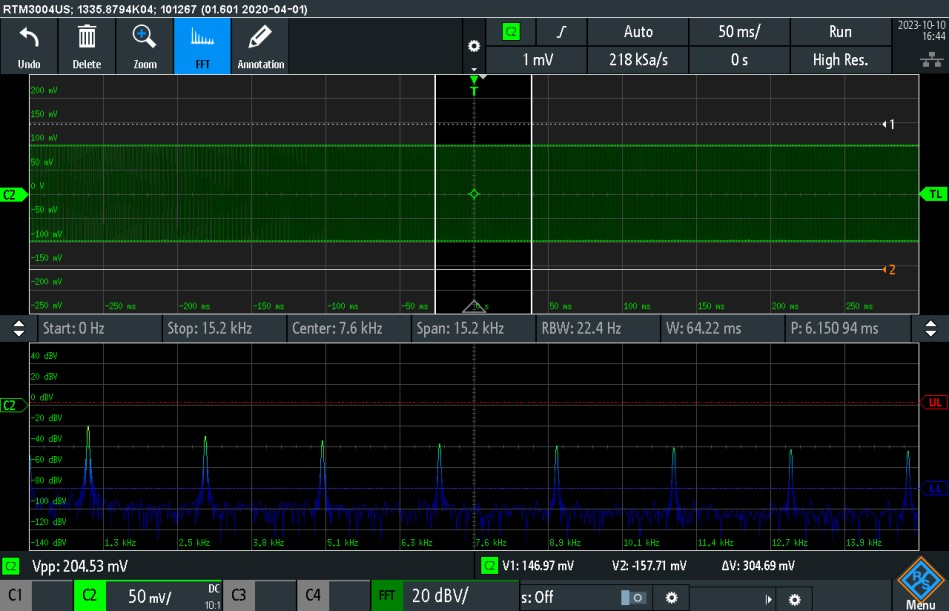 RTM3004US; 1335.8794K04; 101267 (01.601 2020-04-01)
Undo Delete Zoom FFT Annotation
C2 Auto 50 ms/ Run
1 mV 218 kSa/s 0 s High Res.
2023-10-10
16:44
200 mV
T
150 mV
1
100 mV
50 mV
0 V
C2
TL
-50 mV
-100 mV
-150 mV
2
-200 mV
-250 mV -250 ms -200 ms -150 ms -100 ms -50 ms 0 s 50 ms 100 ms 150 ms 200 ms 250 ms
Start: 0 Hz Stop: 15.2 kHz Center: 7.6 kHz Span: 15.2 kHz RBW: 22.4 Hz W: 64.22 ms P: 6.150 94 ms
40 dBV
20 dBV
0 dBV
C2
UL
-20 dBV
-40 dBV
-60 dBV
-80 dBV
LL
-100 dBV
-120 dBV
-140 dBV 1.3 kHz 2.5 kHz 3.8 kHz 5.1 kHz 6.3 kHz 7.6 kHz 8.9 kHz 10.1 kHz 11.4 kHz 12.7 kHz 13.9 kHz
C2 Vpp: 204.53 mV C2 V1: 146.97 mV V2: -157.71 mV ΔV: 304.69 mV
C1 C2 50 mV/ DC 10:1 C3 C4 FFT 20 dBV/ s: Off
R&S
Menu